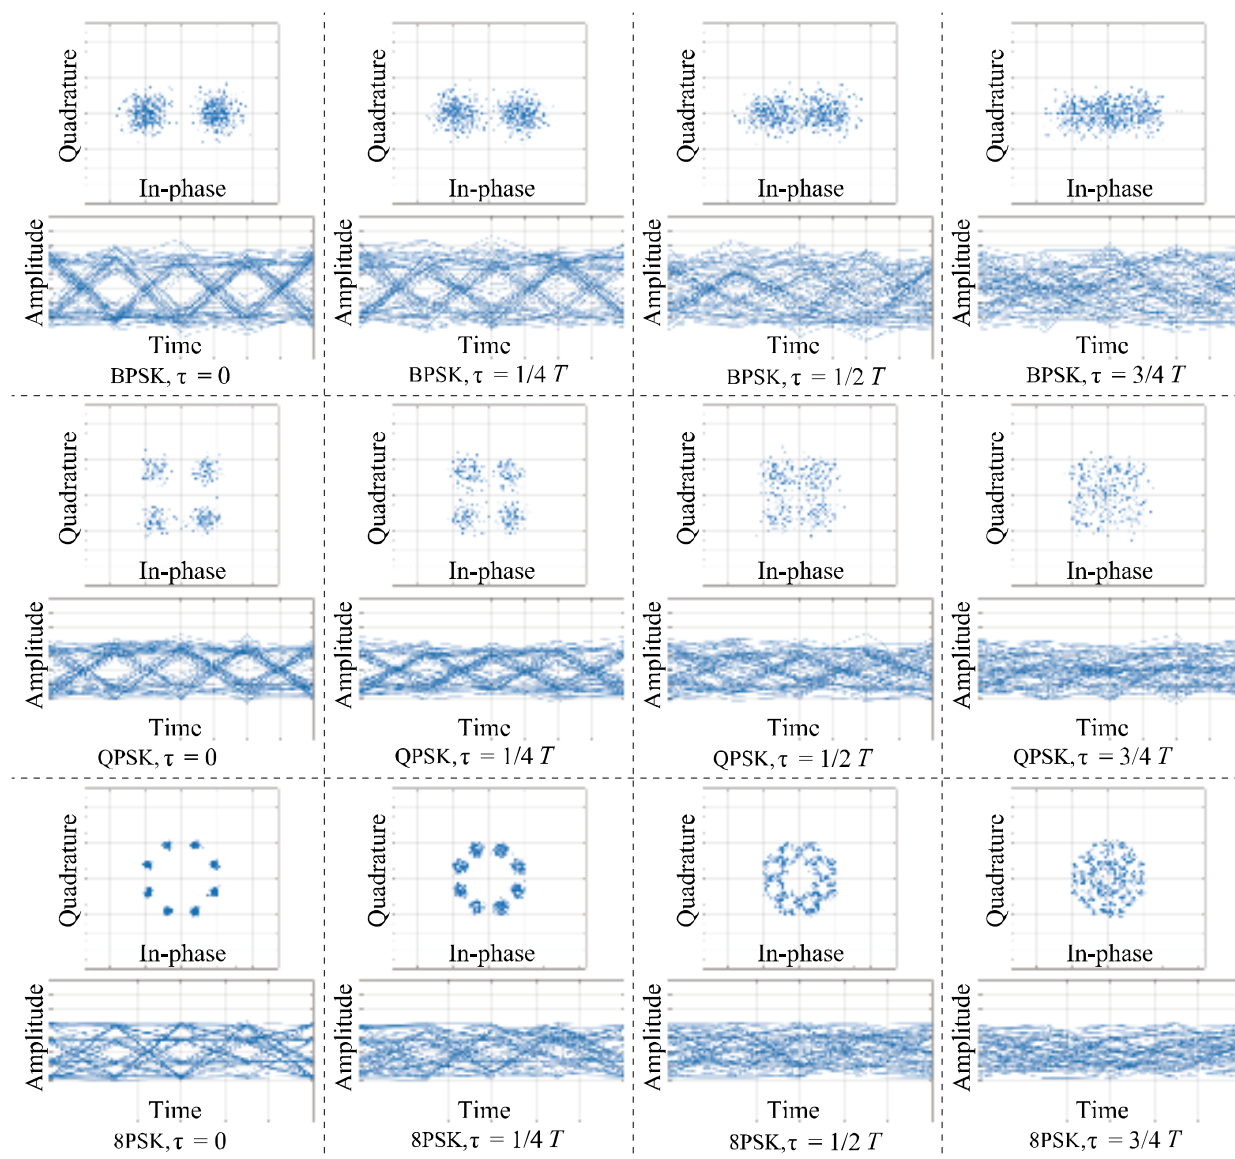 Quadrature
In-phase
Amplitude
Time
BPSK, τ = 0
Quadrature
In-phase
Amplitude
Time
BPSK, τ = 1/4 T
Quadrature
In-phase
Amplitude
Time
BPSK, τ = 1/2 T
Quadrature
In-phase
Amplitude
Time
BPSK, τ = 3/4 T
Quadrature
In-phase
Amplitude
Time
QPSK, τ = 0
Quadrature
In-phase
Amplitude
Time
QPSK, τ = 1/4 T
Quadrature
In-phase
Amplitude
Time
QPSK, τ = 1/2 T
Quadrature
In-phase
Amplitude
Time
QPSK, τ = 3/4 T
Quadrature
In-phase
Amplitude
Time
8PSK, τ = 0
Quadrature
In-phase
Amplitude
Time
8PSK, τ = 1/4 T
Quadrature
In-phase
Amplitude
Time
8PSK, τ = 1/2 T
Quadrature
In-phase
Amplitude
Time
8PSK, τ = 3/4 T